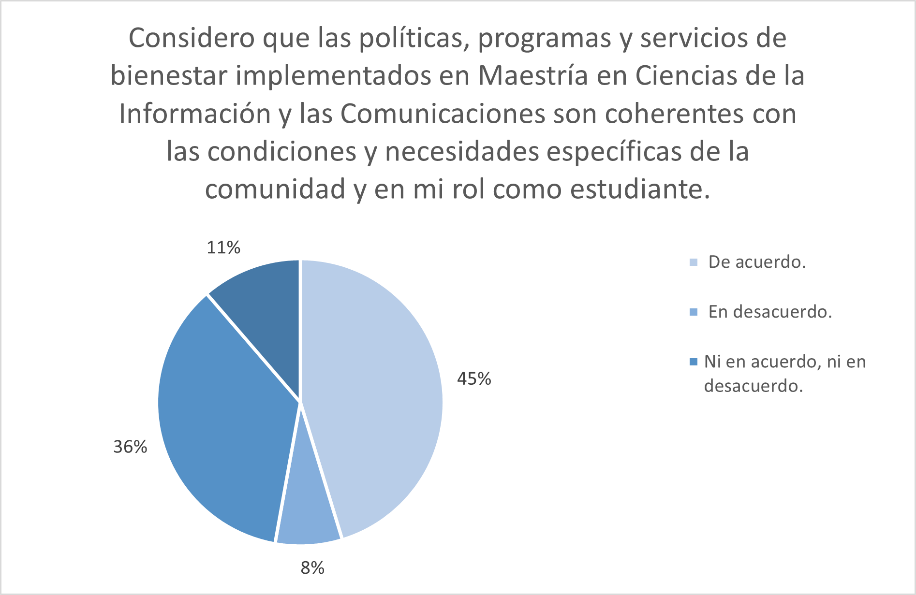 Considero que las políticas, programas y servicios de
bienestar implementados en Maestría en Ciencias de la
Información y las Comunicaciones son coherentes con
las condiciones y necesidades específicas de la
comunidad y en mi rol como estudiante.
11%
De acuerdo.
En desacuerdo.
Ni en acuerdo, ni en
desacuerdo.
45%
36%
8%